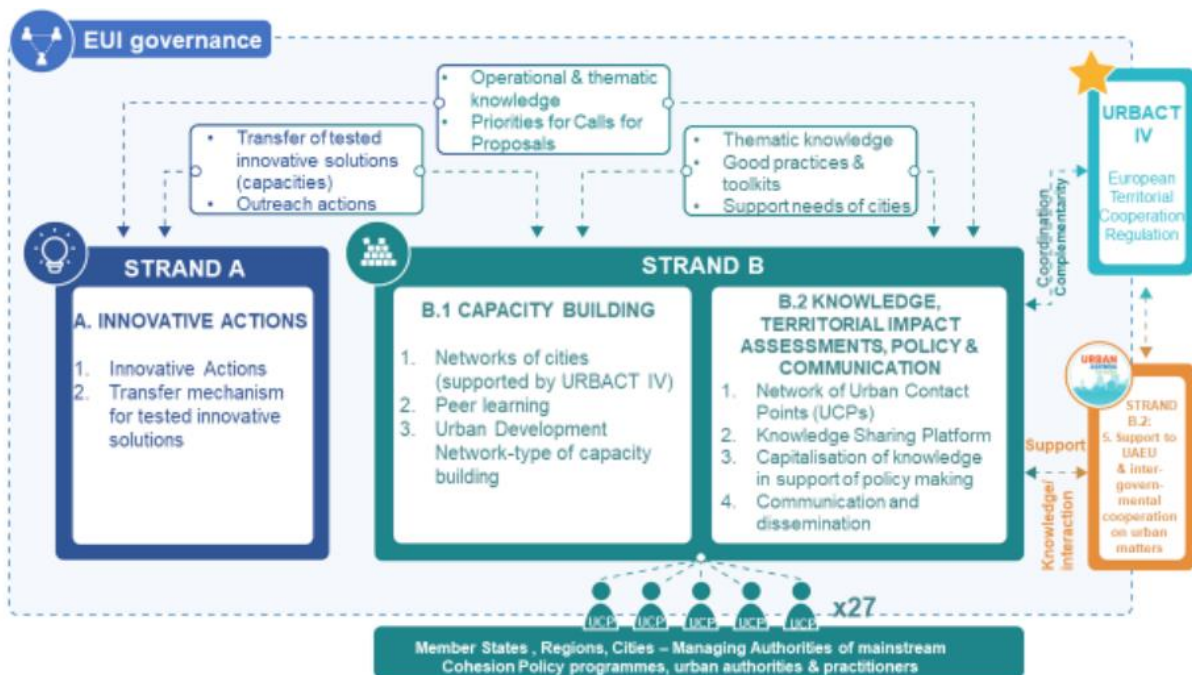 EUI governance
• Operational & thematic
knowledge
• Priorities for Calls for
Proposals
• Transfer of tested
innovative solutions
(capacities)
• Outreach actions
• Thematic knowledge
• Good practices &
toolkits
• Support needs of cities
STRAND A
A. INNOVATIVE ACTIONS
1. Innovative Actions
2. Transfer mechanism
for tested innovative
solutions
STRAND B
B.1 CAPACITY BUILDING
1. Networks of cities
(supported by URBACT IV)
2. Peer learning
3. Urban Development
Network-type of capacity
building
B.2 KNOWLEDGE,
TERRITORIAL IMPACT
ASSESSMENTS, POLICY &
COMMUNICATION
1. Network of Urban Contact
Points (UCPs)
2. Knowledge Sharing Platform
3. Capitalisation of knowledge
in support of policy making
4. Communication and
dissemination
Coordination
Complementarity
URBACT
IV
European
Territorial
Cooperation
Regulation
Support
Knowledge/
interaction
URBAN
AGENDA
STRAND
B.2:
5. Support to
UAEU
& inter-
govern-
mental
cooperation
on urban
matters
UCP UCP UCP UCP UCP x27
Member States , Regions, Cities – Managing Authorities of mainstream
Cohesion Policy programmes, urban authorities & practitioners